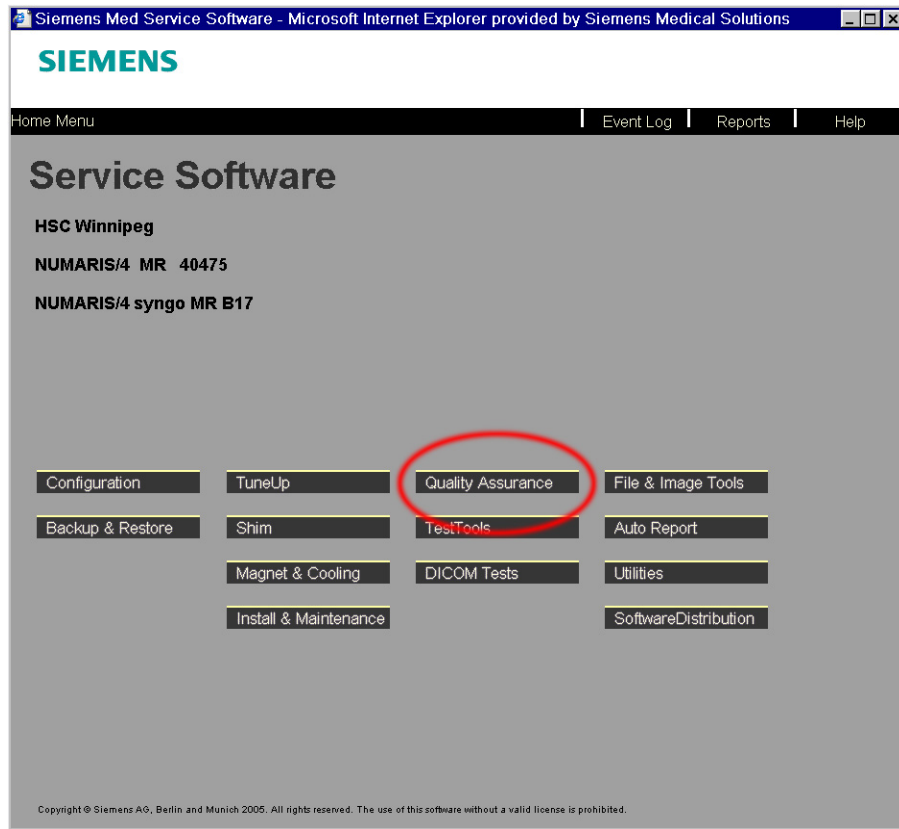 Siemens Med Service Software - Microsoft Internet Explorer provided by Siemens Medical Solutions
SIEMENS
Home Menu Event Log Reports Help
Service Software
HSC Winnipeg
NUMARIS/4 MR 40475
NUMARIS/4 syngo MR B17
Configuration TuneUp Quality Assurance File & Image Tools
Backup & Restore Shim TestTools Auto Report
Magnet & Cooling DICOM Tests Utilities
Install & Maintenance SoftwareDistribution
Copyright © Siemens AG, Berlin and Munich 2005. All rights reserved. The use of this software without a valid license is prohibited.